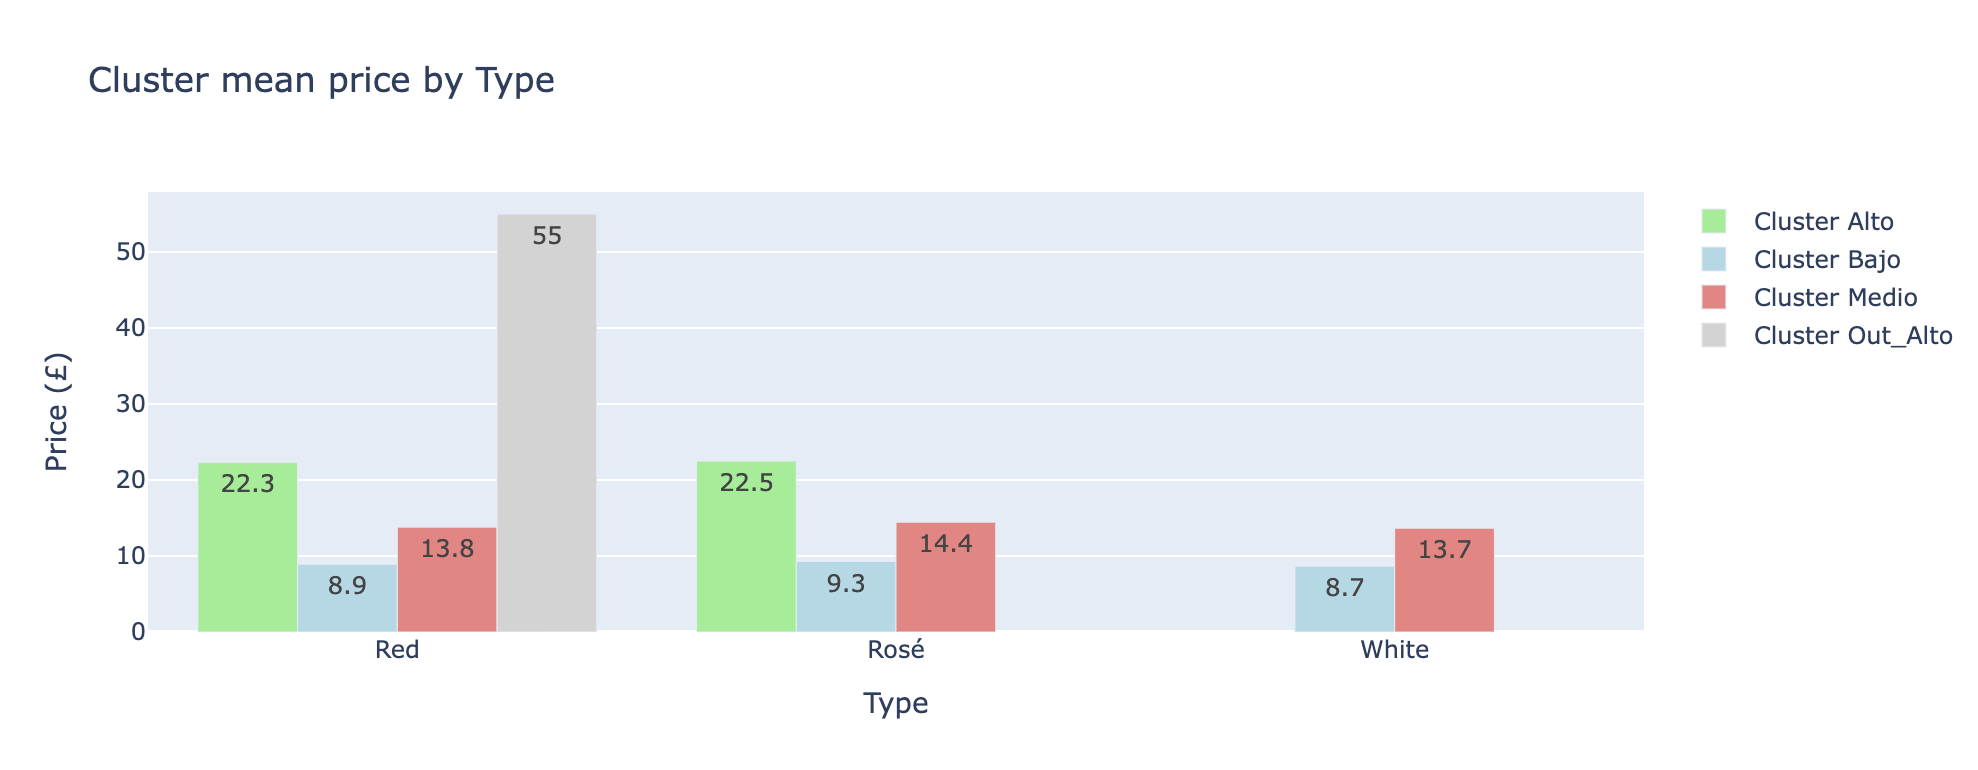 Cluster mean price by Type
Cluster Alto
Cluster Bajo
Cluster Medio
Cluster Out_Alto
Price (£)
50
40
30
20
10
0
22.3
8.9
13.8
55
22.5
9.3
14.4
8.7
13.7
Red
Rosé
White
Type